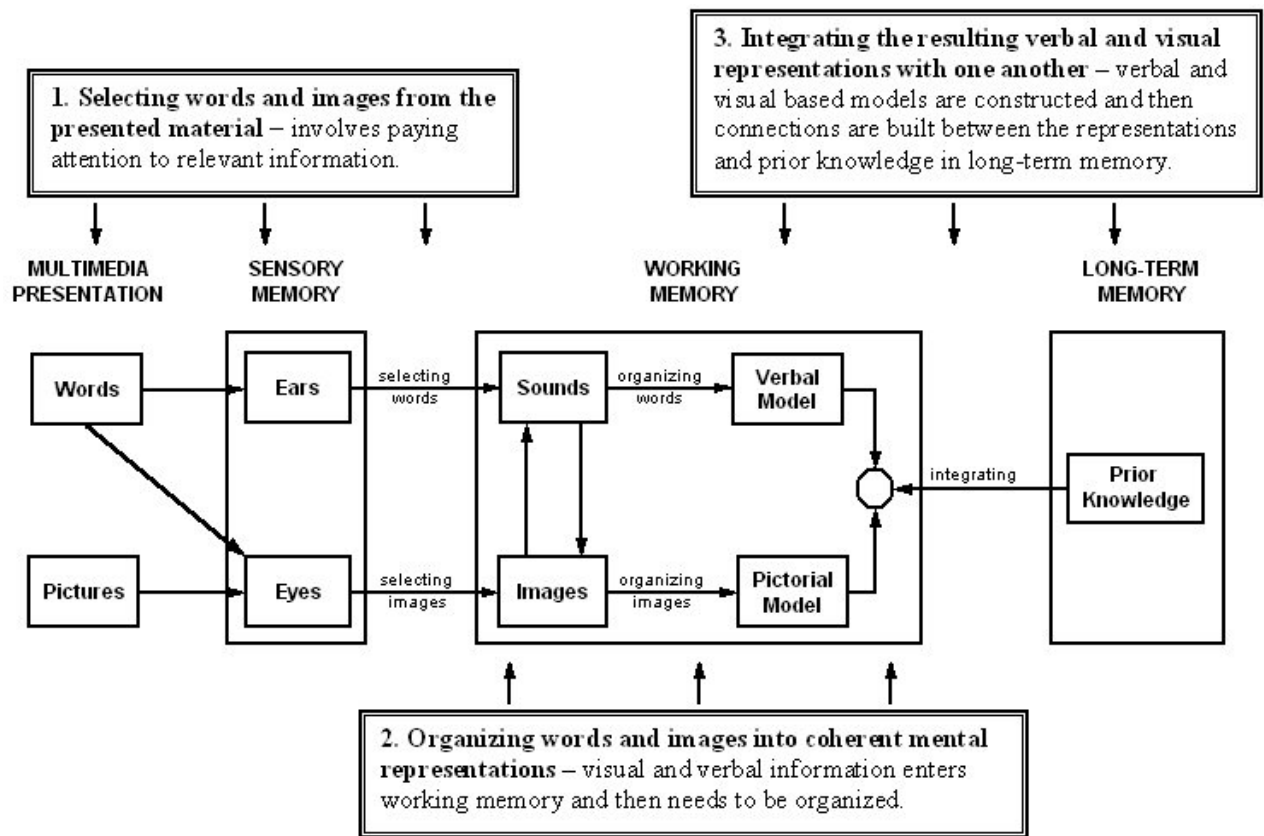 1. Selecting words and images from the
presented material – involves paying
attention to relevant information.
3. Integrating the resulting verbal and visual
representations with one another – verbal and
visual based models are constructed and then
connections are built between the representations
and prior knowledge in long-term memory.
MULTIMEDIA
PRESENTATION
SENSORY
MEMORY
WORKING
MEMORY
LONG-TERM
MEMORY
Words
Ears
selecting
words
Sounds
organizing
words
Verbal
Model
integrating
Prior
Knowledge
Pictures
Eyes
selecting
images
Images
organizing
images
Pictorial
Model
2. Organizing words and images into coherent mental
representations – visual and verbal information enters
working memory and then needs to be organized.